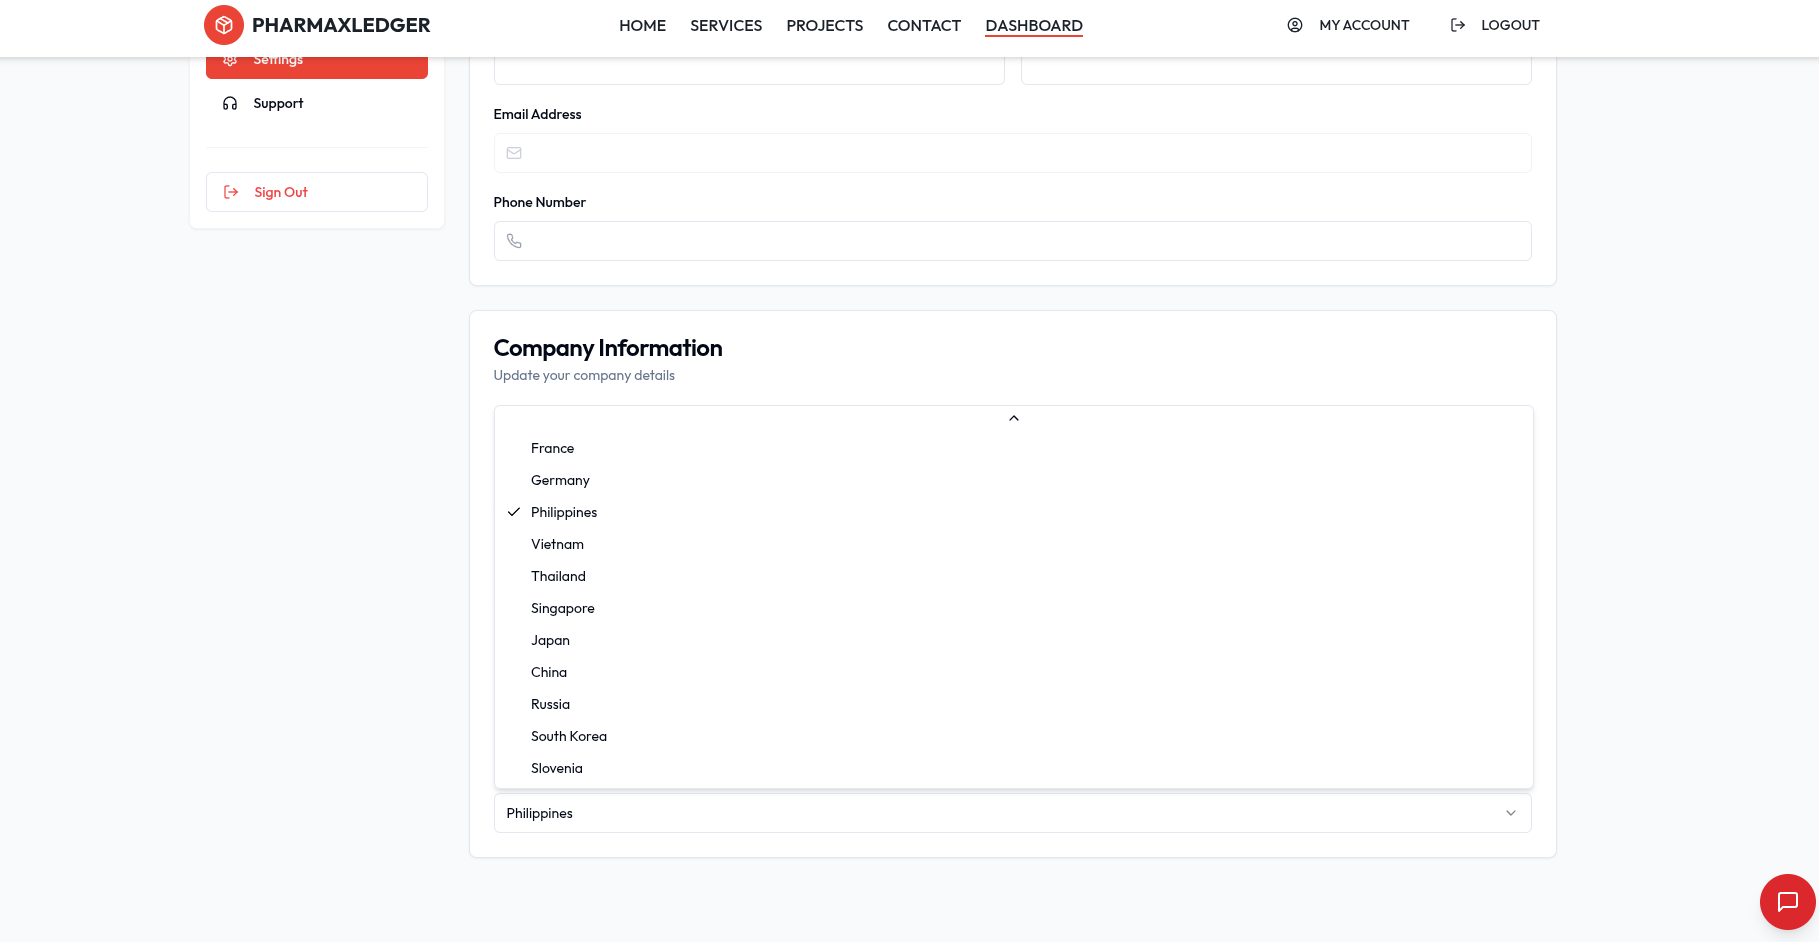 PHARMAXLEDGER
HOME SERVICES PROJECTS CONTACT DASHBOARD
MY ACCOUNT LOGOUT
Settings
Support
Sign Out
Email Address
Phone Number
Company Information
Update your company details
France
Germany
Philippines
Vietnam
Thailand
Singapore
Japan
China
Russia
South Korea
Slovenia
Philippines